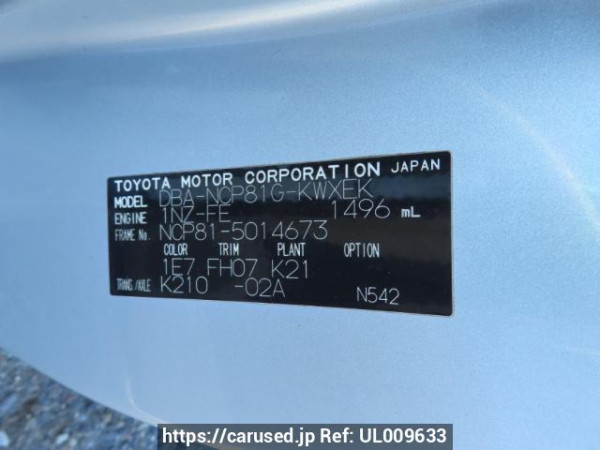 TOYOTA MOTOR CORPORATION JAPAN
MODEL DBA-NCP81G-KWXEK
ENGINE 1NZ-FE 1496 mL
FRAME No. NCP81-5014673
COLOR TRIM PLANT OPTION
1E7 FH07 K21
TRANS./AXLE K210 -02A
N542
https://carused.jp Ref: UL009633